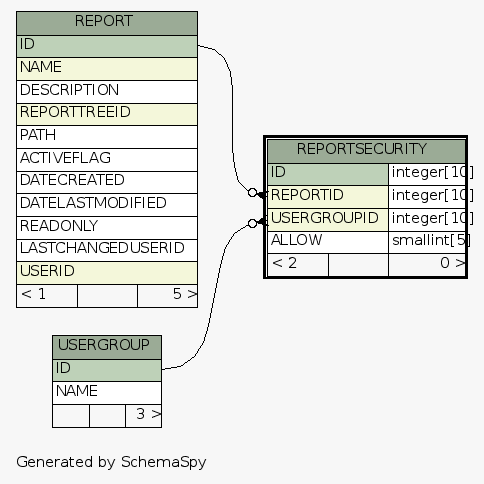 REPORT
ID
NAME
DESCRIPTION
REPORTTREEID
PATH
ACTIVEFLAG
DATECREATED
DATELASTMODIFIED
READONLY
LASTCHANGEDUSERID
USERID
< 1 5 >
REPORTSECURITY
ID integer[10]
REPORTID integer[10]
USERGROUPID integer[10]
ALLOW smallint[5]
< 2 0 >
USERGROUP
ID
NAME
3 >
Generated by SchemaSpy